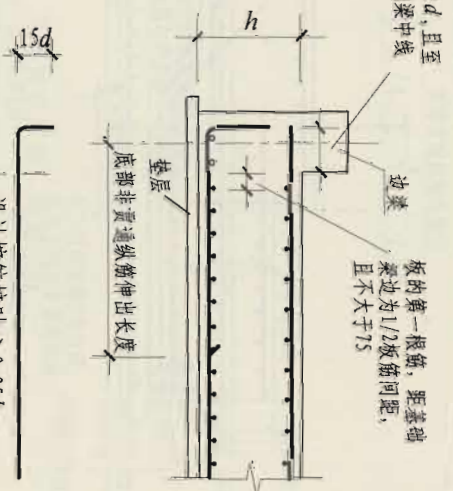 d, 且至
梁中线
h
边梁
板的第一根筋，距基础
梁边为1/2板筋间距，
且不大于75
15d
垫层
底部非贯通纵筋伸出长度